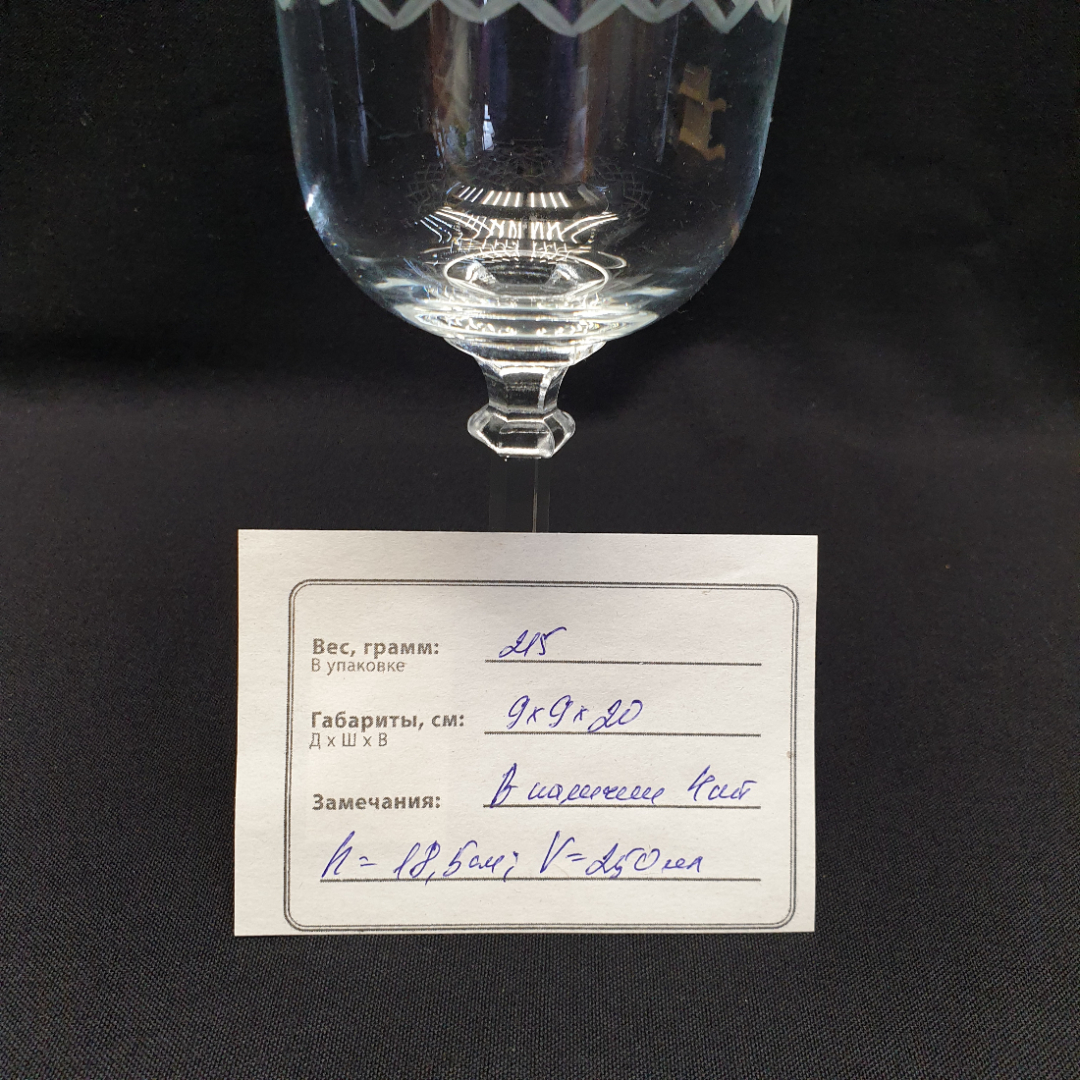 Вес, грамм: 215
В упаковке
Габариты, см: 9х9х20
Д х Ш х В
Замечания: В наличии 4шт
h = 18,5см; V=250мл